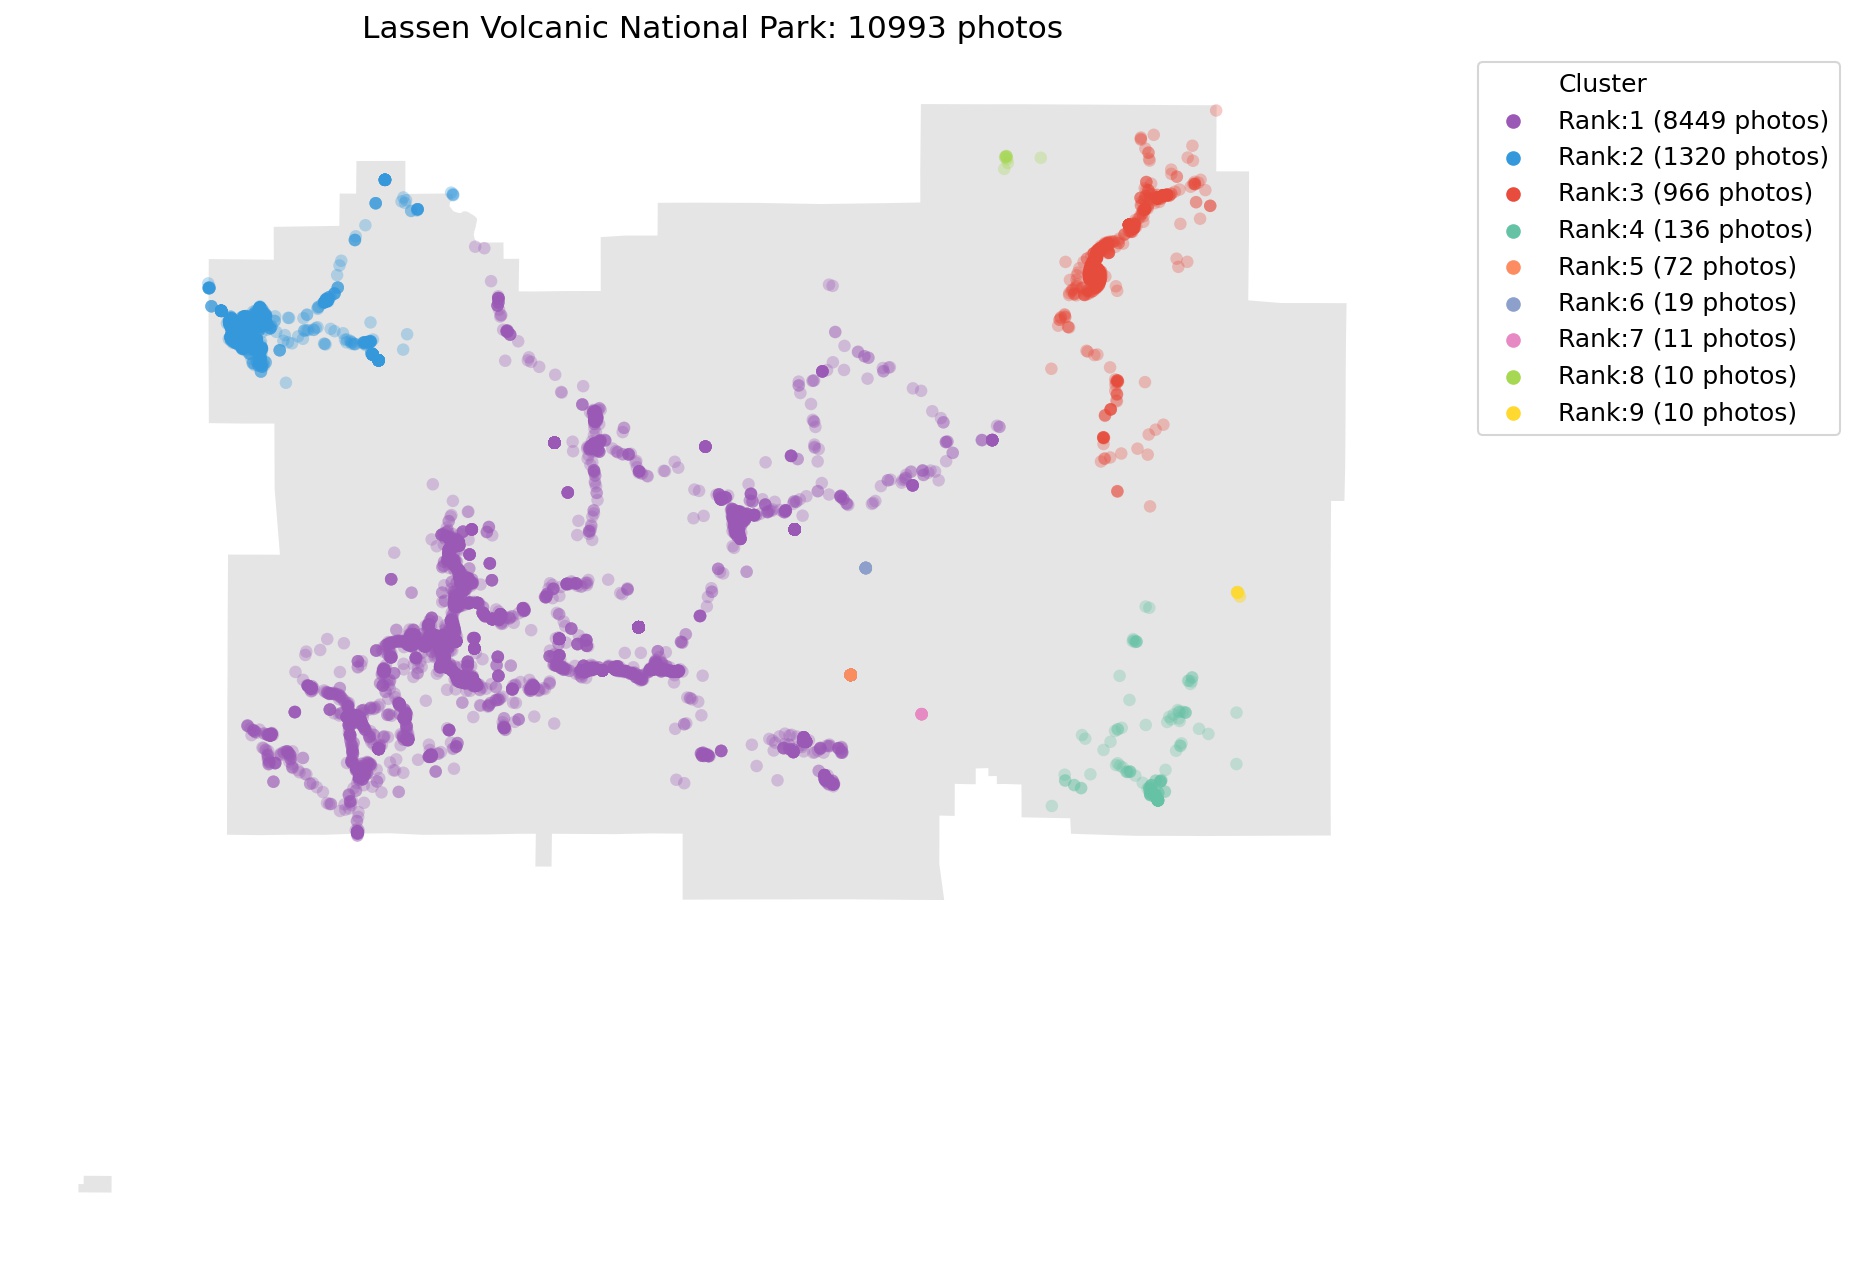 Lassen Volcanic National Park: 10993 photos
Cluster
Rank:1 (8449 photos)
Rank:2 (1320 photos)
Rank:3 (966 photos)
Rank:4 (136 photos)
Rank:5 (72 photos)
Rank:6 (19 photos)
Rank:7 (11 photos)
Rank:8 (10 photos)
Rank:9 (10 photos)